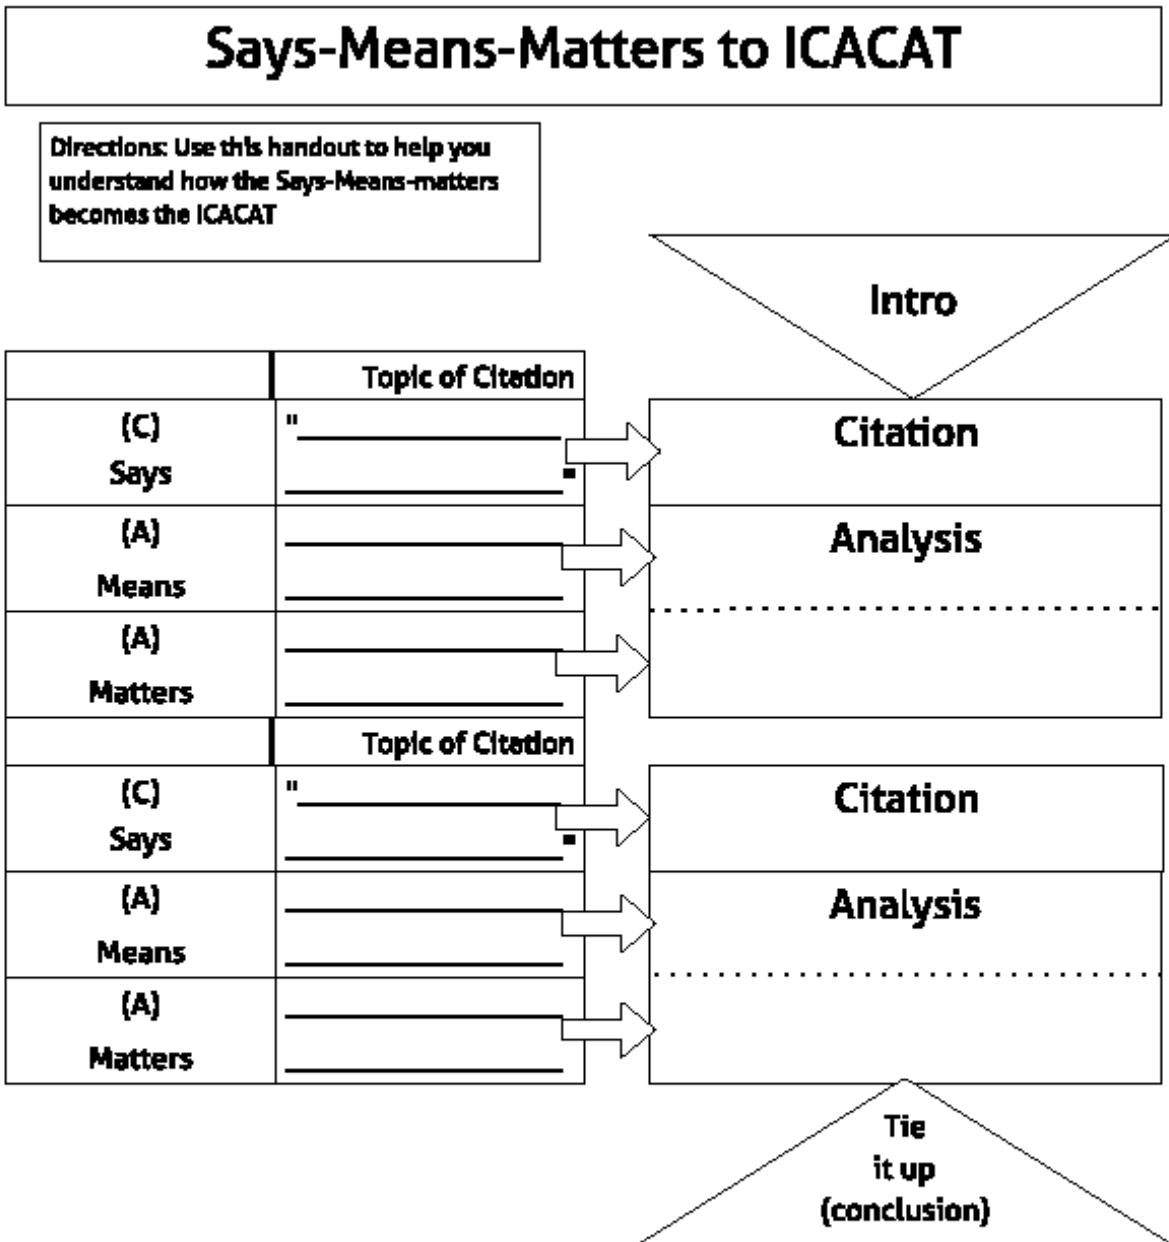 Says-Means-Matters to ICACAT
Directions: Use this handout to help you
understand how the Says-Means-matters
becomes the ICACAT
Intro
Topic of Citation
(C)
Says
"
"
Citation
(A)
Means
Analysis
(A)
Matters
Topic of Citation
(C)
Says
"
"
Citation
(A)
Means
Analysis
(A)
Matters
Tie
it up
(conclusion)